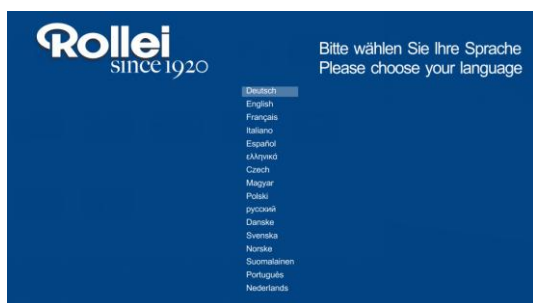 Rollei
since 1920
Bitte wählen Sie Ihre Sprache
Please choose your language
Deutsch
English
Français
Italiano
Español
ελληνικά
Czech
Magyar
Polski
русский
Danske
Svenska
Norske
Suomalainen
Português
Nederlands